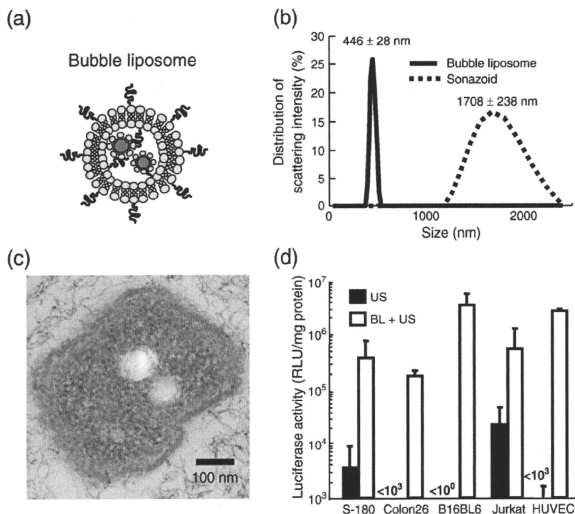 (a)
Bubble liposome
(b)
446 ± 28 nm
Bubble liposome
Sonazoid
1708 ± 238 nm
Distribution of
scattering intensity (%)
30
25
20
15
10
5
0
0
1000
2000
Size (nm)
(c)
100 nm
(d)
US
BL + US
Luciferase activity (RLU/mg protein)
10⁷
10⁶
10⁵
10⁴
10³
<10³
<10⁰
<10³
S-180 Colon26 B16BL6 Jurkat HUVEC